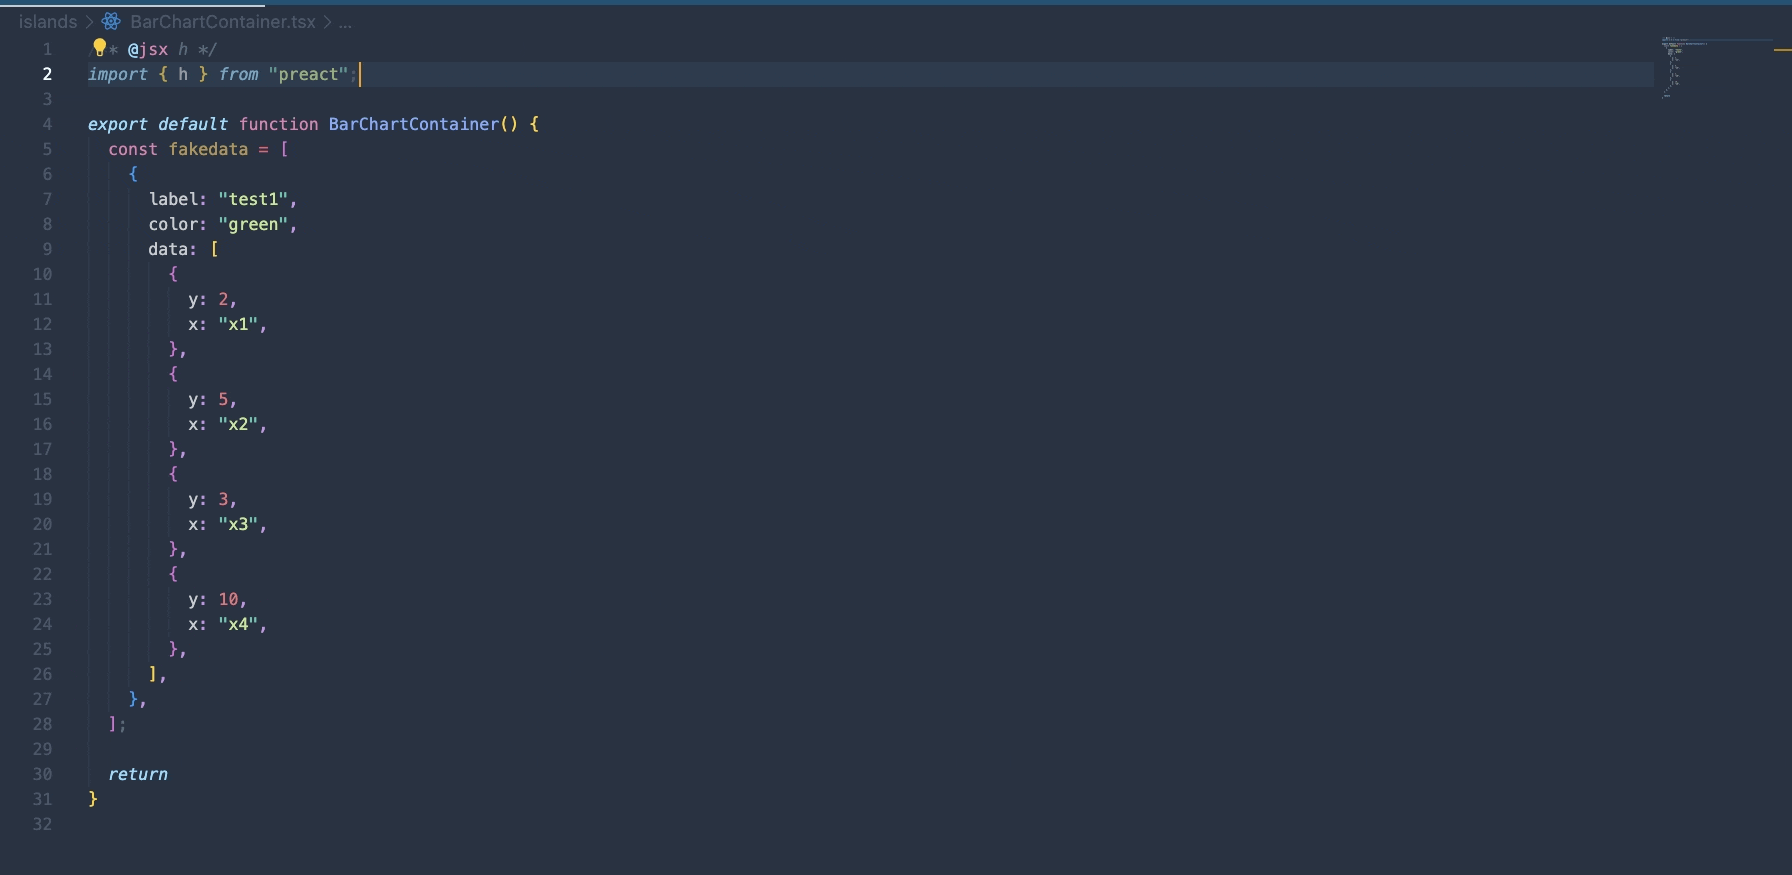 islands > BarChartContainer.tsx > ...
1 * @jsx h */
2 import { h } from "preact";
3
4 export default function BarChartContainer() {
5 const fakedata = [
6 {
7 label: "test1",
8 color: "green",
9 data: [
10 {
11 y: 2,
12 x: "x1",
13 },
14 {
15 y: 5,
16 x: "x2",
17 },
18 {
19 y: 3,
20 x: "x3",
21 },
22 {
23 y: 10,
24 x: "x4",
25 },
26 ],
27 },
28 ];
29
30 return
31 }
32